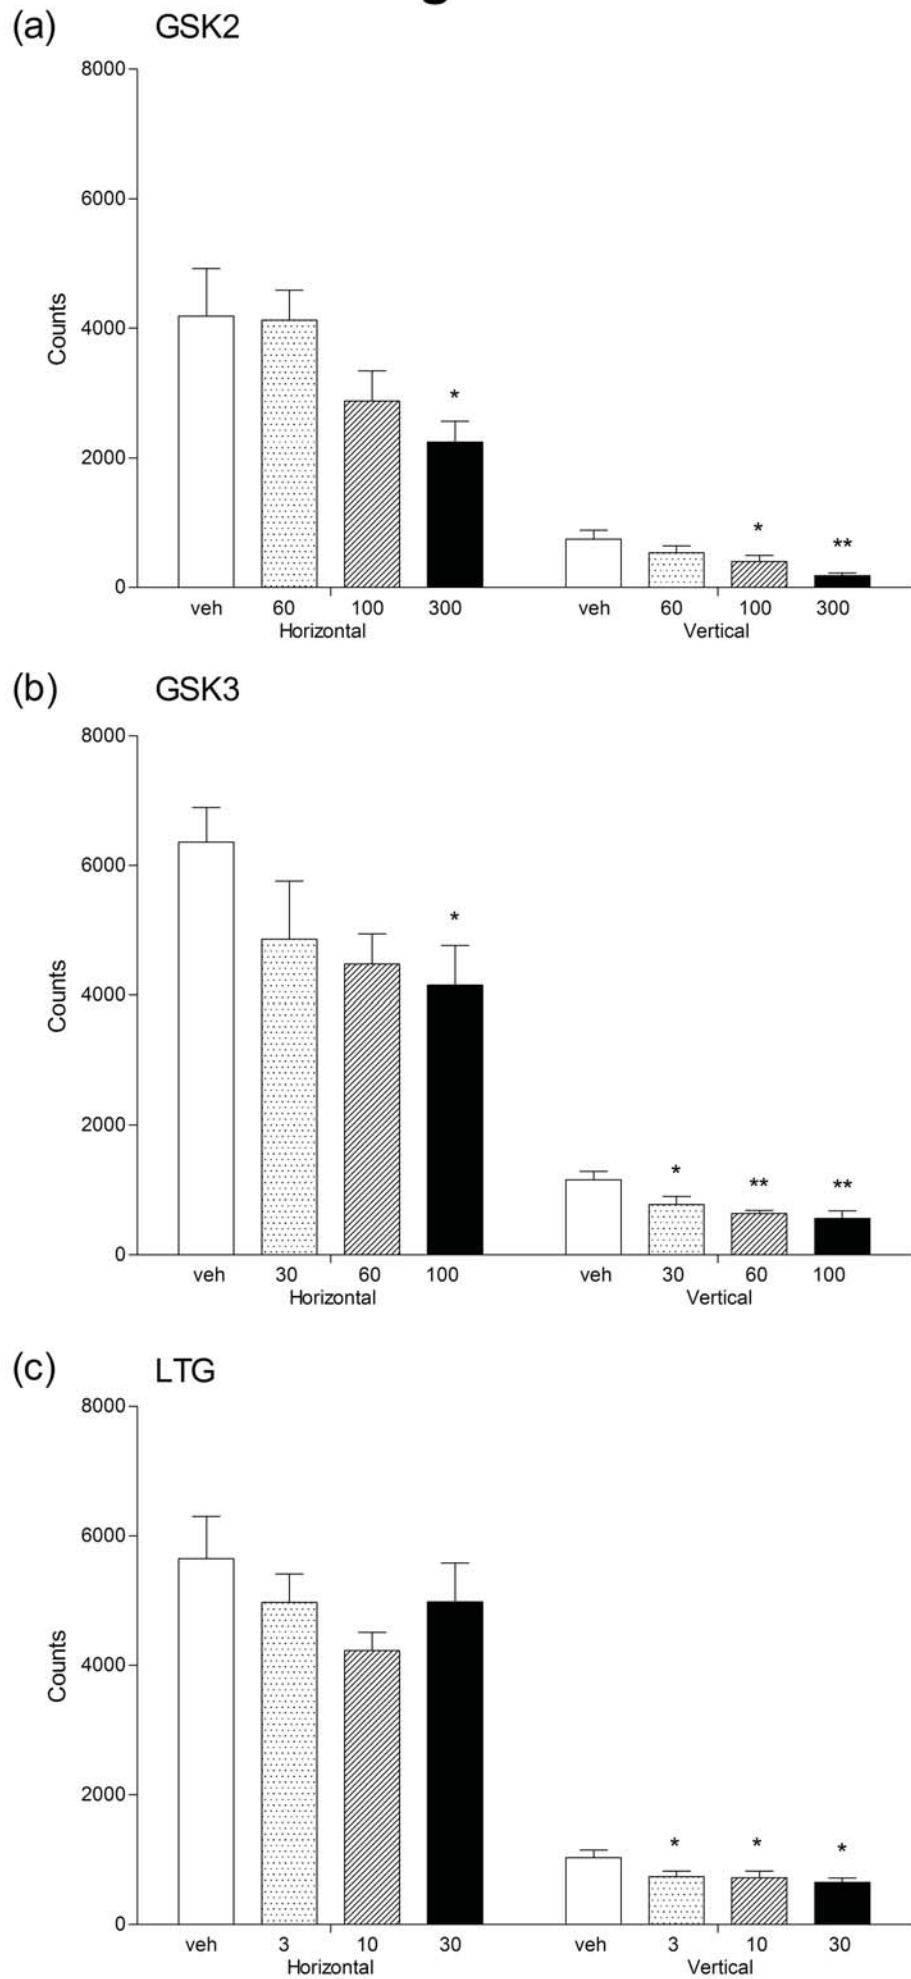 g
(a) GSK2
8000
6000
4000
2000
0
Counts
*
*
**
veh 60 100 300 veh 60 100 300
Horizontal Vertical
(b) GSK3
8000
6000
4000
2000
0
Counts
*
*
**
**
veh 30 60 100 veh 30 60 100
Horizontal Vertical
(c) LTG
8000
6000
4000
2000
0
Counts
*
*
*
veh 3 10 30 veh 3 10 30
Horizontal Vertical